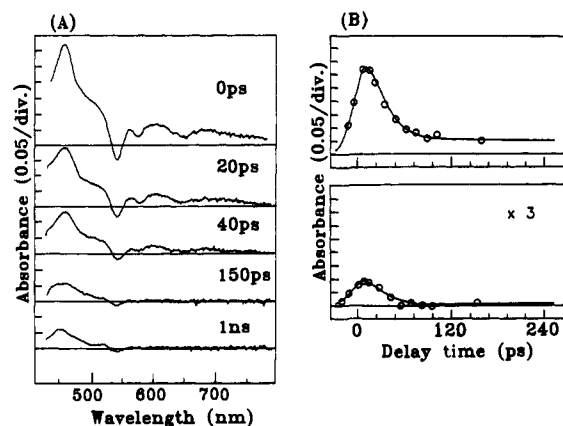 (A)
0ps
20ps
40ps
150ps
1ns
Absorbance (0.05/div.)
500 600 700
Wavelength (nm)
(B)
x 3
Absorbance (0.05/div.)
0 120 240
Delay time (ps)